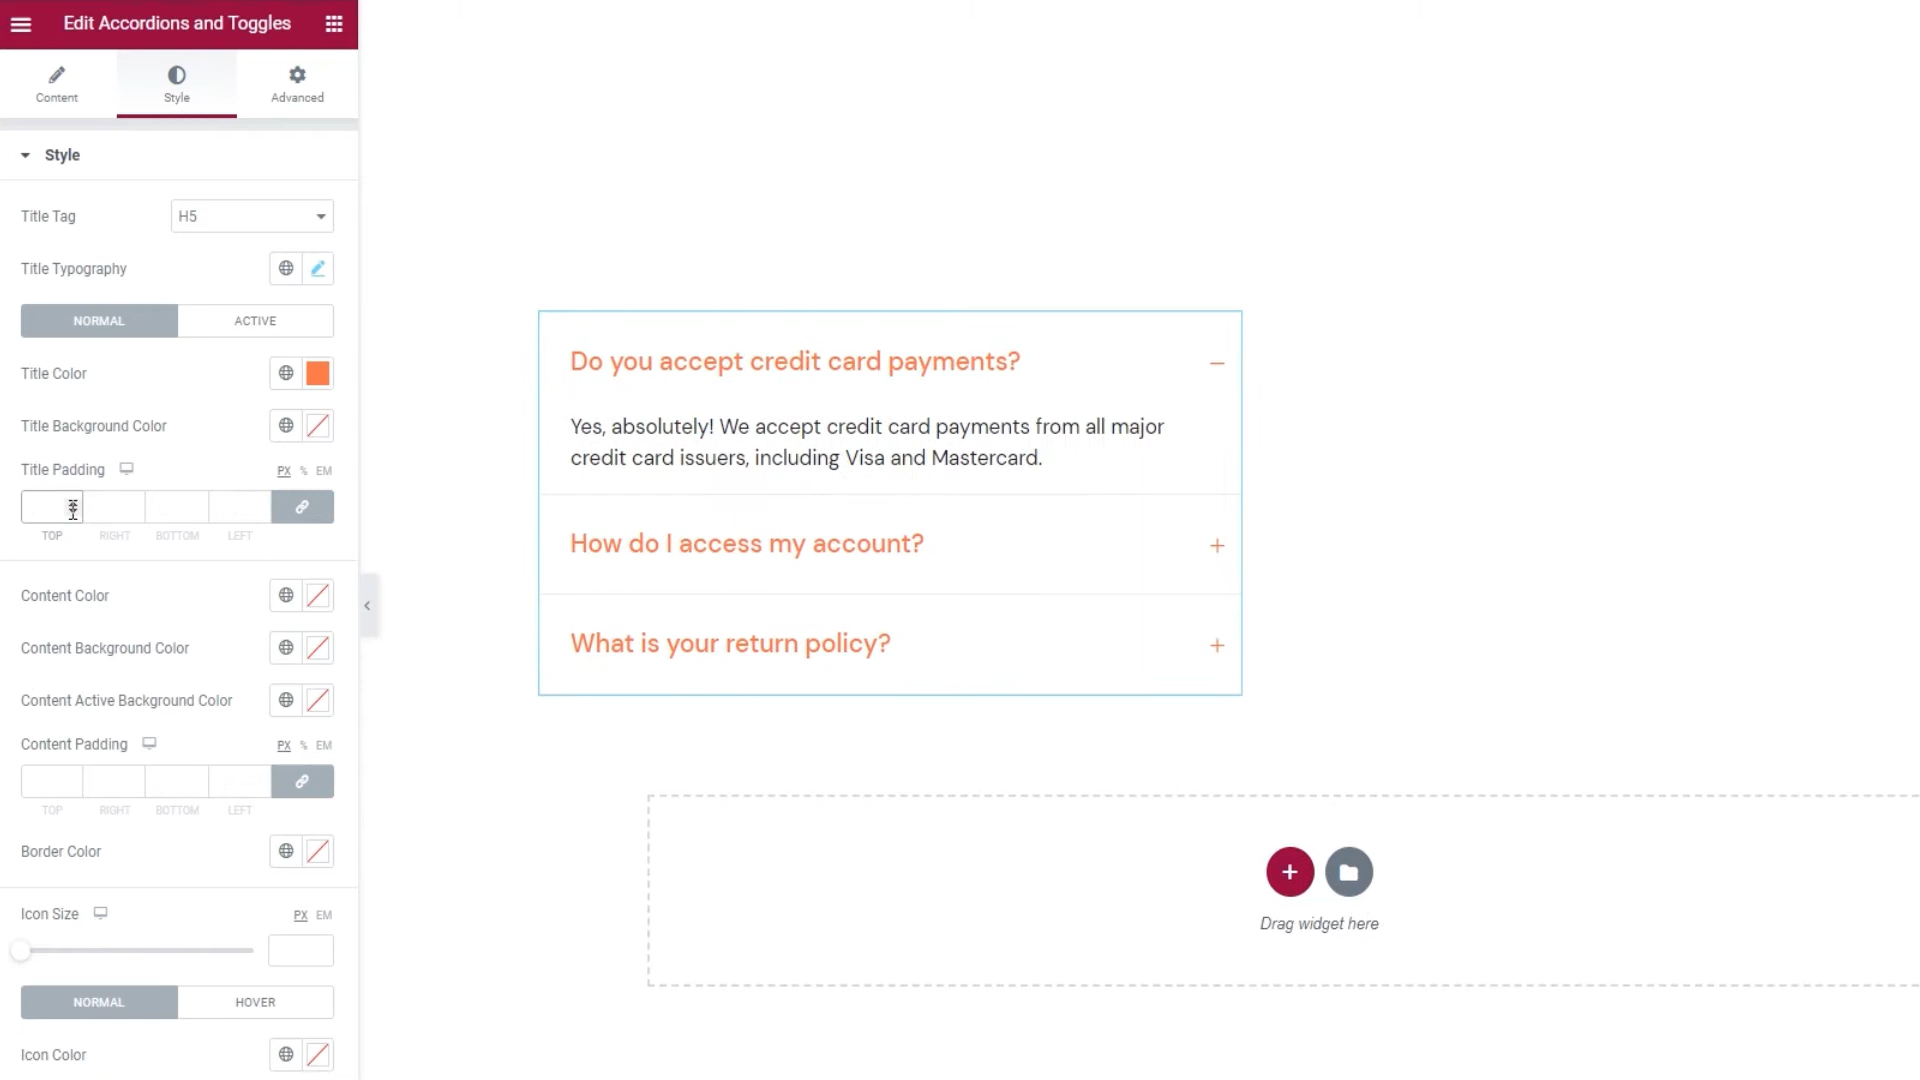 Edit Accordions and Toggles
Content
Style
Advanced
Style
Title Tag
H5
Title Typography
NORMAL
ACTIVE
Title Color
Title Background Color
Title Padding
PX % EM
TOP RIGHT BOTTOM LEFT
Content Color
Content Background Color
Content Active Background Color
Content Padding
PX % EM
TOP RIGHT BOTTOM LEFT
Border Color
Icon Size
PX EM
NORMAL
HOVER
Icon Color
Do you accept credit card payments?
Yes, absolutely! We accept credit card payments from all major
credit card issuers, including Visa and Mastercard.
How do I access my account?
What is your return policy?
Drag widget here